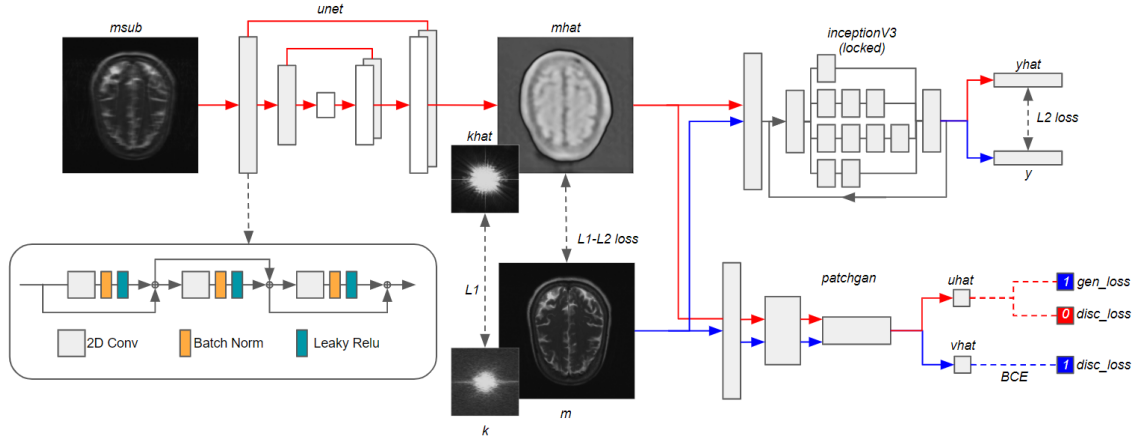 unet
msub
mhat
inceptionV3
(locked)
yhat
khat
L2 loss
y
L1-L2 loss
L1
patchgan
uhat
1 gen_loss
0 disc_loss
vhat
1 disc_loss
BCE
2D Conv
Batch Norm
Leaky Relu
m
k